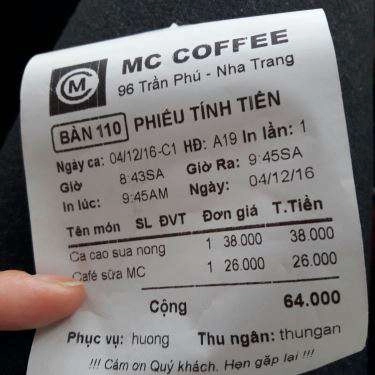 M
MC COFFEE
96 Trần Phú - Nha Trang
BÀN 110 PHIẾU TÍNH TIỀN
Ngày ca: 04/12/16-C1 HĐ: A19 In lần: 1
Giờ 8:43SA Giờ Ra: 9:45SA
In lúc: 9:45AM Ngày: 04/12/16
Tên món SL ĐVT Đơn giá T.Tiền
Ca cao sua nong 1 38.000 38.000
Café sữa MC 1 26.000 26.000
Cộng 64.000
Phục vụ: huong Thu ngân: thungan
!!! Cảm ơn Quý khách. Hẹn gặp lại !!!